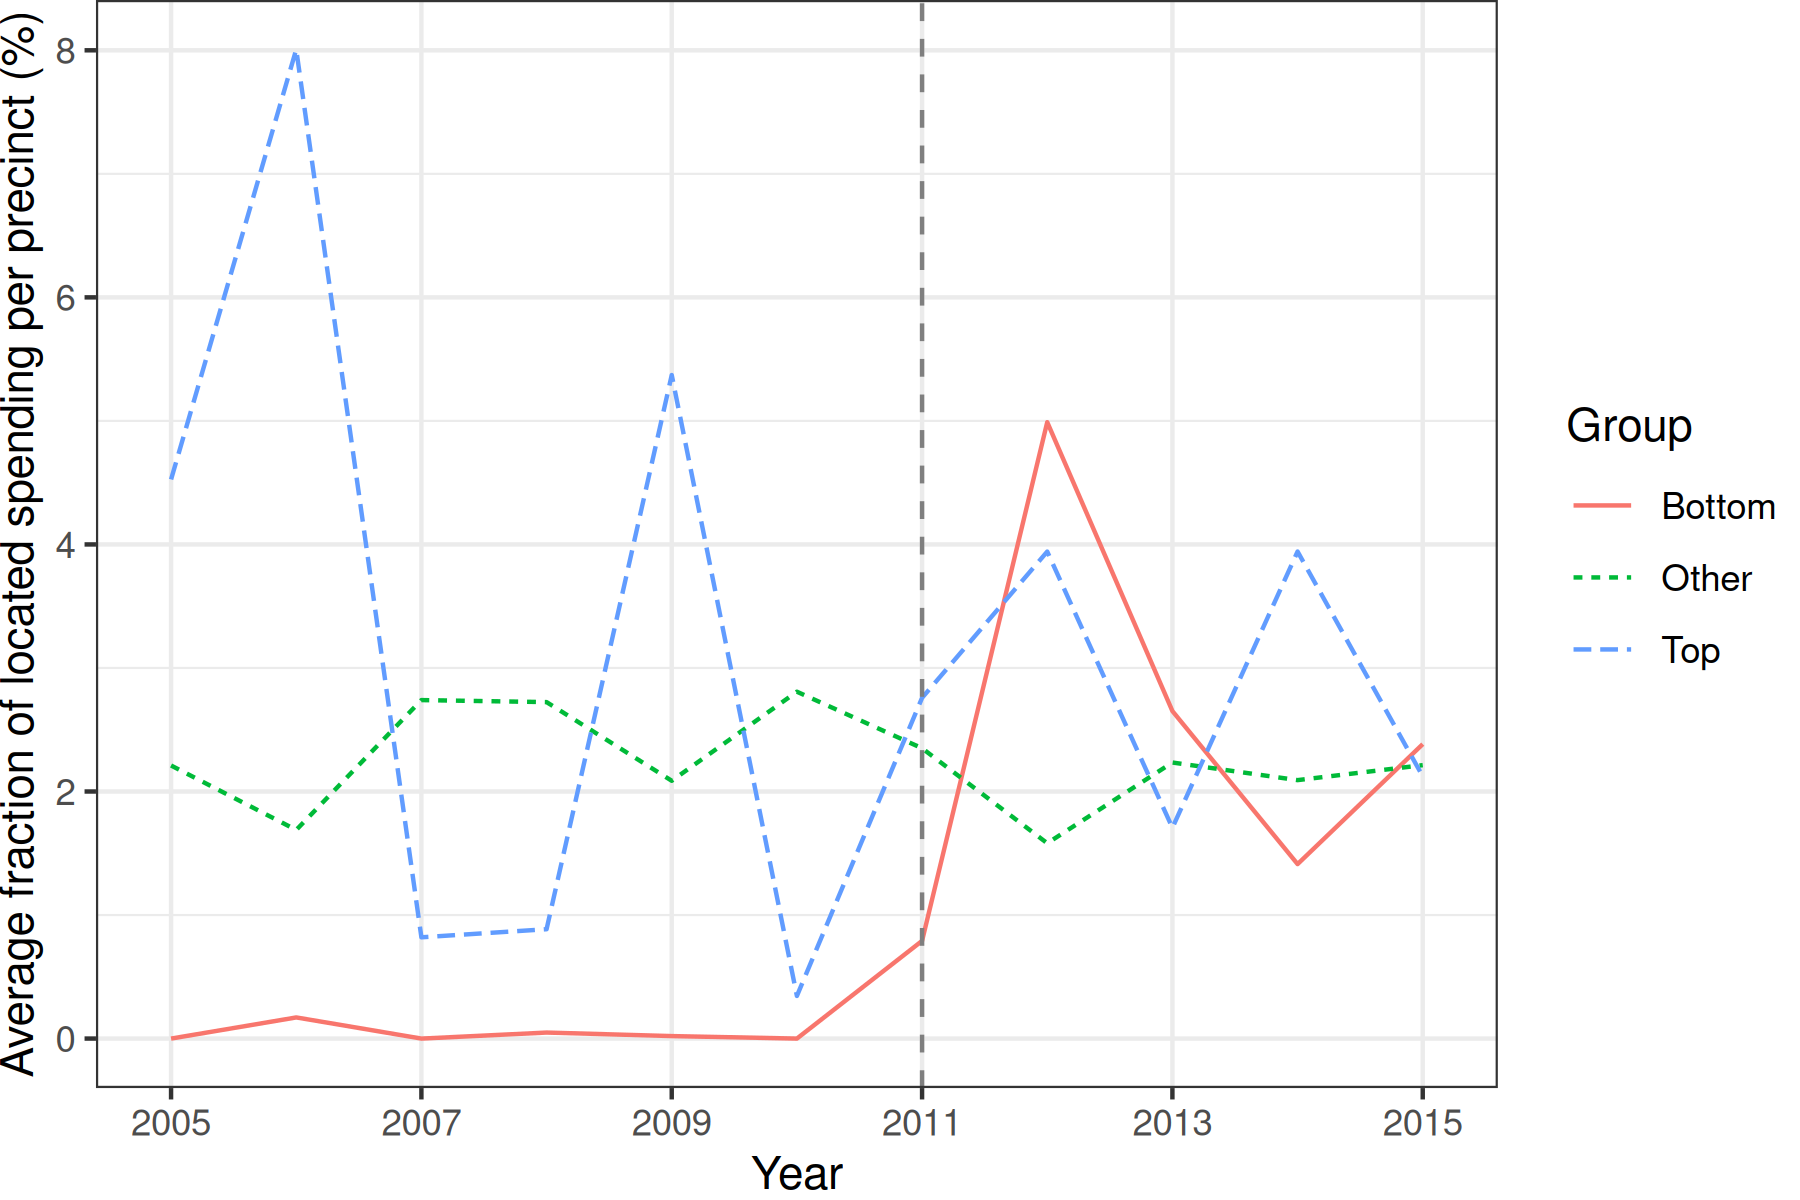 Average fraction of located spending per precinct (%)
8
6
4
2
0
2005 2007 2009 2011 2013 2015
Year
Group
Bottom
Other
Top